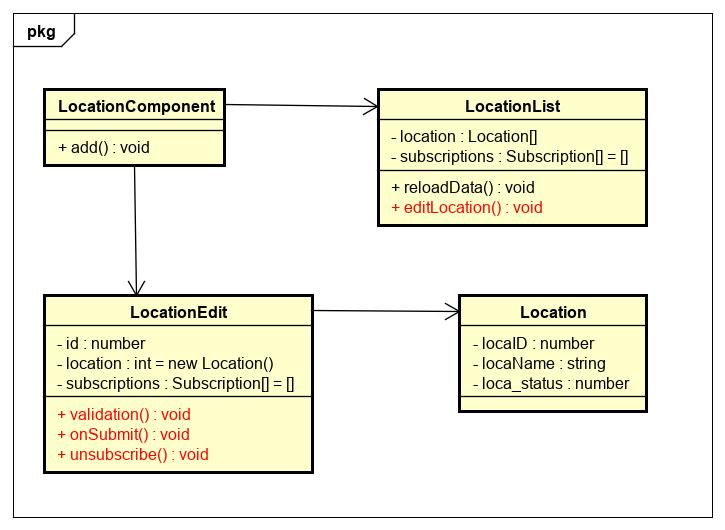 pkg
LocationComponent
+ add() : void
LocationList
- location : Location[]
- subscriptions : Subscription[] = []
+ reloadData() : void
+ editLocation() : void
LocationEdit
- id : number
- location : int = new Location()
- subscriptions : Subscription[] = []
+ validation() : void
+ onSubmit() : void
+ unsubscribe() : void
Location
- locaID : number
- locaName : string
- loca_status : number